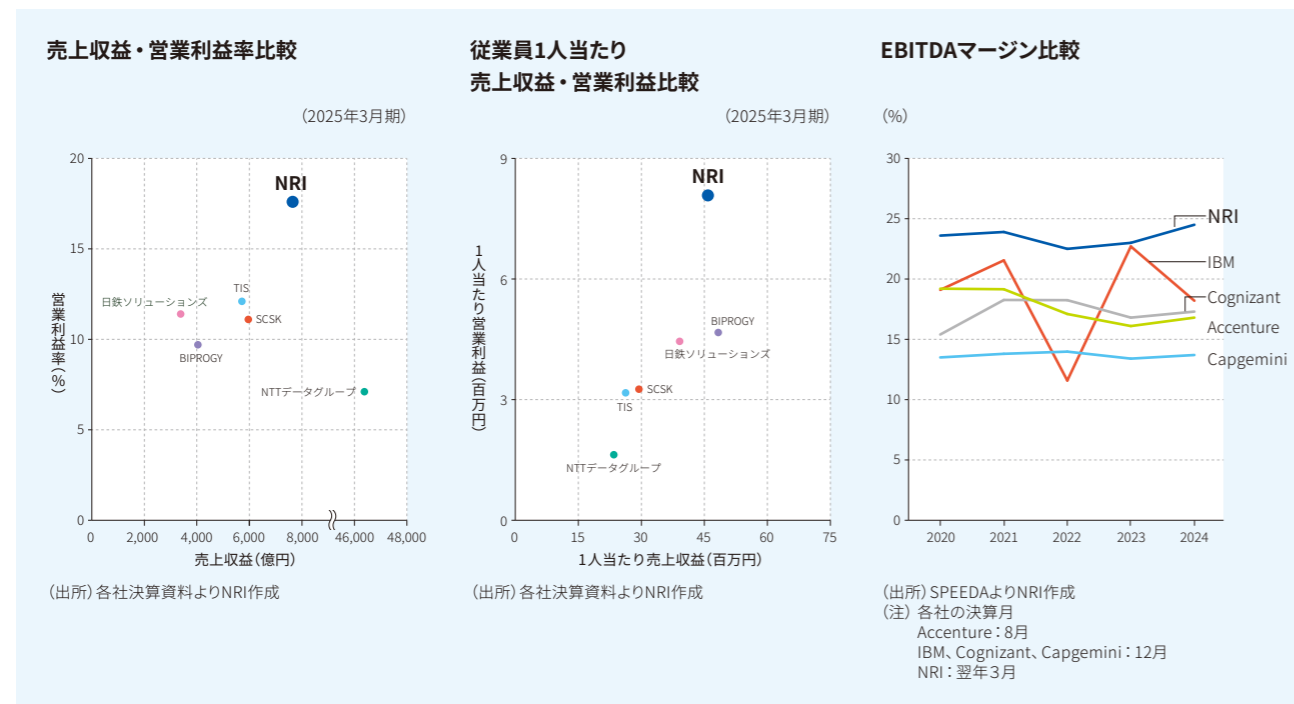 売上収益・営業利益率比較
（2025年3月期）
20
15
10
5
0
営業利益率（％）
NRI
TIS
日鉄ソリューションズ
SCSK
BIPROGY
NTTデータグループ
0 2,000 4,000 6,000 8,000 46,000 48,000
売上収益（億円）
（出所）各社決算資料よりNRI作成
従業員1人当たり
売上収益・営業利益比較
（2025年3月期）
9
6
3
0
1人当たり営業利益（百万円）
NRI
BIPROGY
日鉄ソリューションズ
SCSK
TIS
NTTデータグループ
0 15 30 45 60 75
1人当たり売上収益（百万円）
（出所）各社決算資料よりNRI作成
EBITDAマージン比較
（%）
30
25
20
15
10
5
0
NRI
IBM
Cognizant
Accenture
Capgemini
2020 2021 2022 2023 2024
（出所）SPEEDAよりNRI作成
（注）各社の決算月
Accenture：8月
IBM、Cognizant、Capgemini：12月
NRI：翌年3月